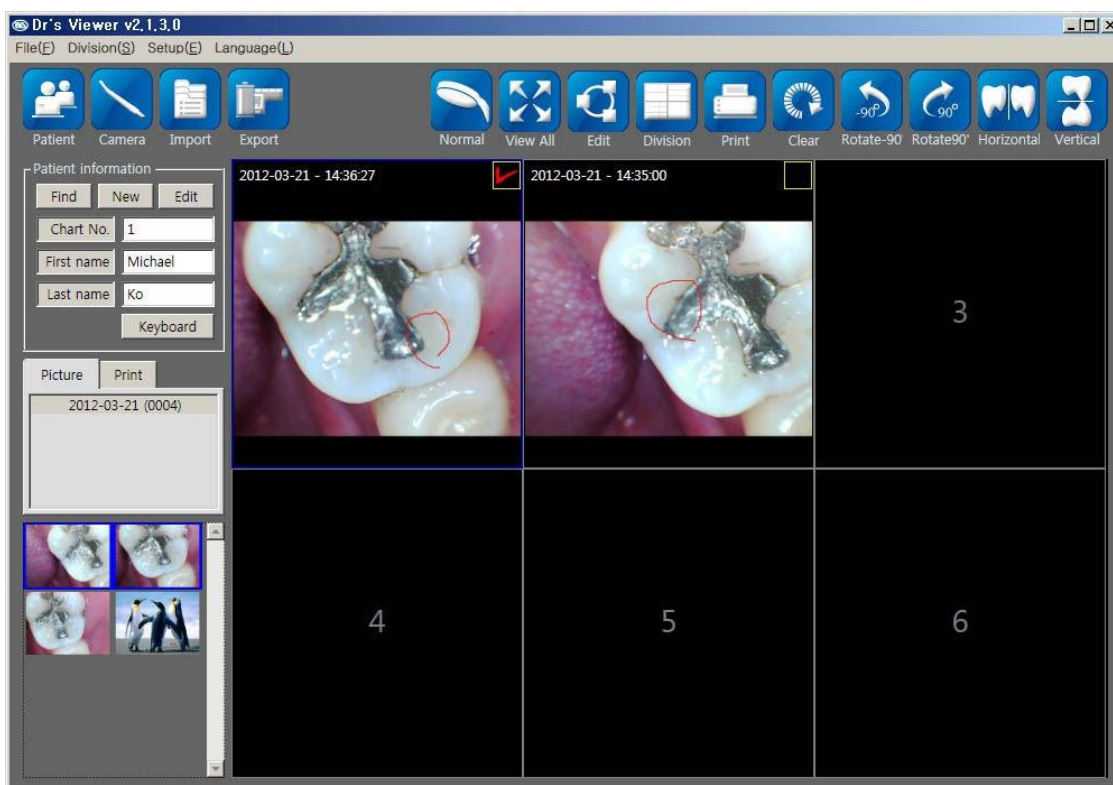 Dr's Viewer v2,1,3,0
File(F) Division(S) Setup(E) Language(L)
Patient Camera Import Export Normal View All Edit Division Print Clear -90° Rotate-90' 90° Rotate90' Horizontal Vertical
Patient information
Find New Edit
Chart No. 1
First name Michael
Last name Ko
Keyboard
Picture Print
2012-03-21 (0004)
2012-03-21 - 14:36:27
2012-03-21 - 14:35:00
3
4 5 6